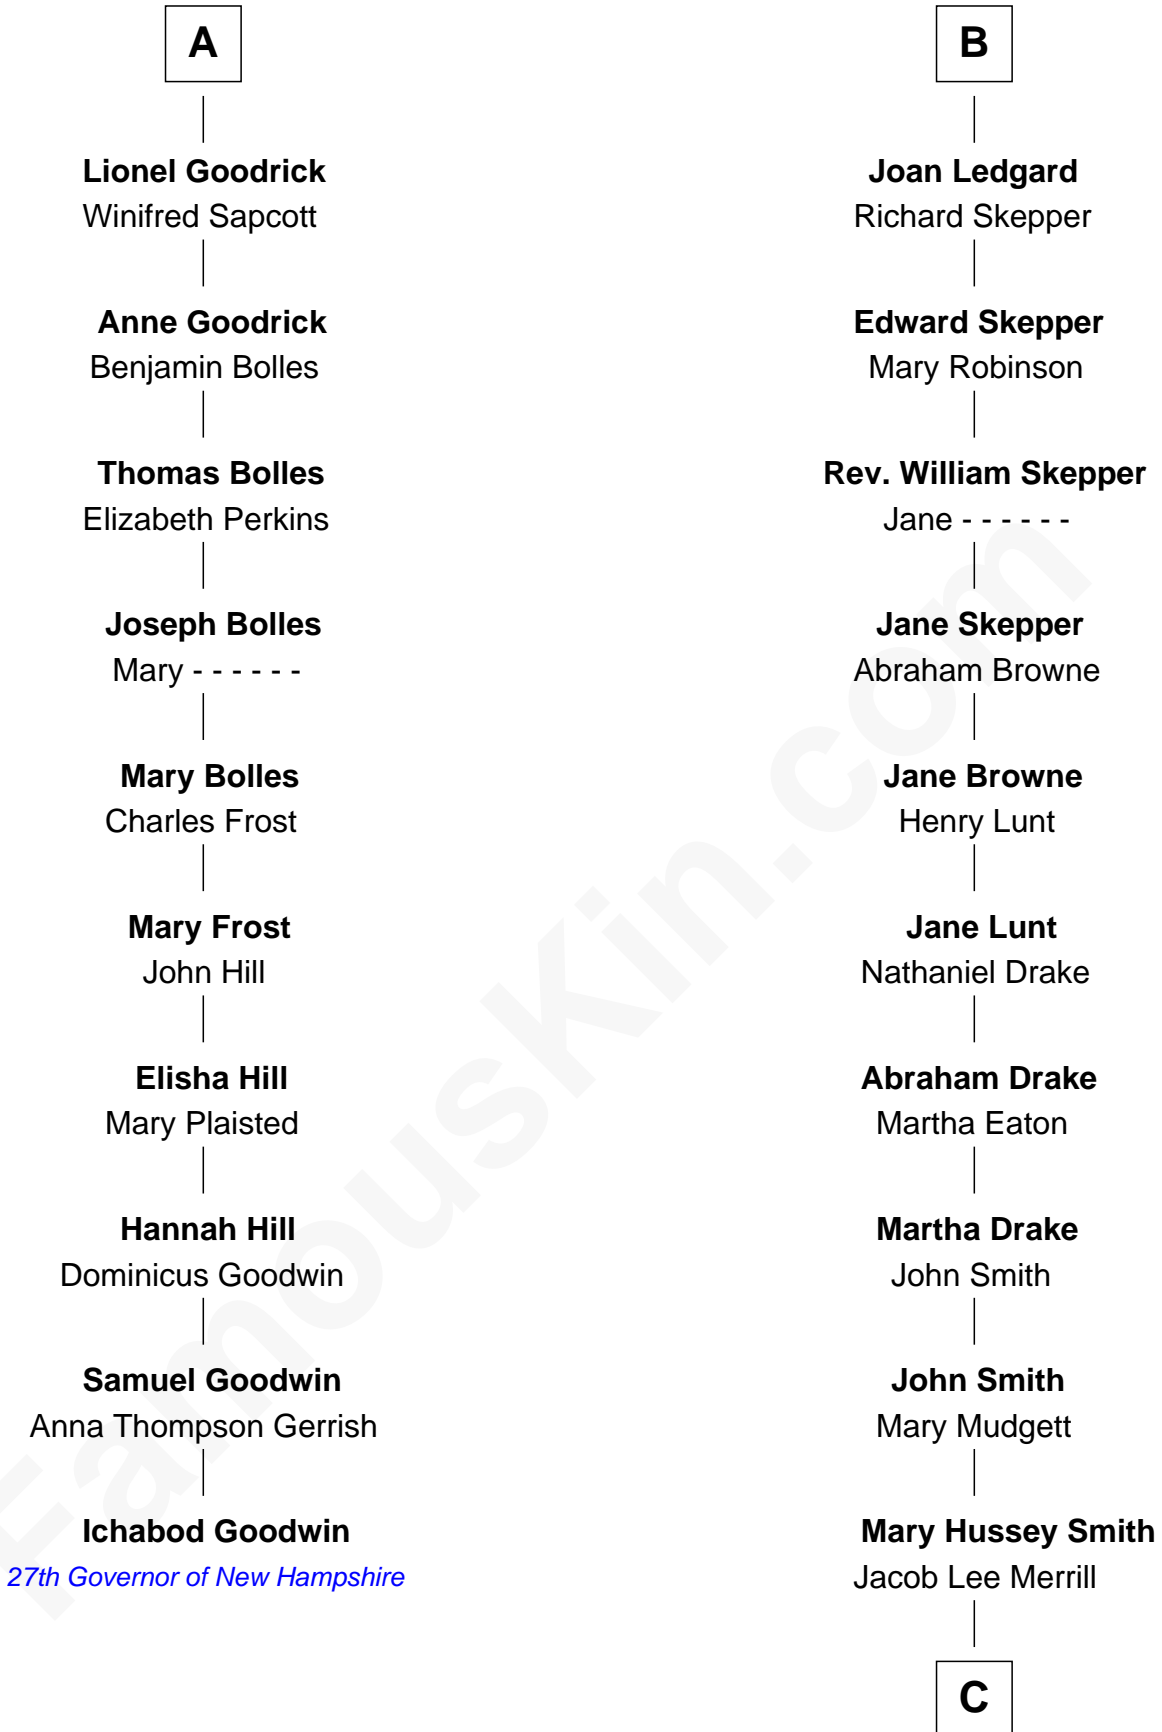 A
Lionel Goodrick
Winifred Sapcott
Anne Goodrick
Benjamin Bolles
Thomas Bolles
Elizabeth Perkins
Joseph Bolles
Mary - - - - - -
Mary Bolles
Charles Frost
Mary Frost
John Hill
Elisha Hill
Mary Plaisted
Hannah Hill
Dominicus Goodwin
Samuel Goodwin
Anna Thompson Gerrish
Ichabod Goodwin
27th Governor of New Hampshire
B
Joan Ledgard
Richard Skepper
Edward Skepper
Mary Robinson
Rev. William Skepper
Jane - - - - - -
Jane Skepper
Abraham Browne
Jane Browne
Henry Lunt
Jane Lunt
Nathaniel Drake
Abraham Drake
Martha Eaton
Martha Drake
John Smith
John Smith
Mary Mudgett
Mary Hussey Smith
Jacob Lee Merrill
C
FamousKin.com